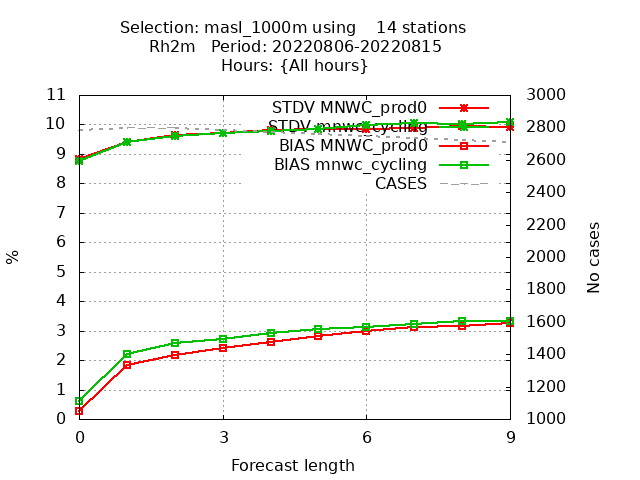 Selection: masl_1000m using    14 stations
Rh2m   Period: 20220806-20220815
Hours: {All hours}
11
10
9
8
7
6
5
4
3
2
1
0
%
3000
2800
2600
2400
2200
2000
1800
1600
1400
1200
1000
No cases
STDV MNWC_prod0
STDV mnwc_cycling
BIAS MNWC_prod0
BIAS mnwc_cycling
CASES
0 3 6 9
Forecast length